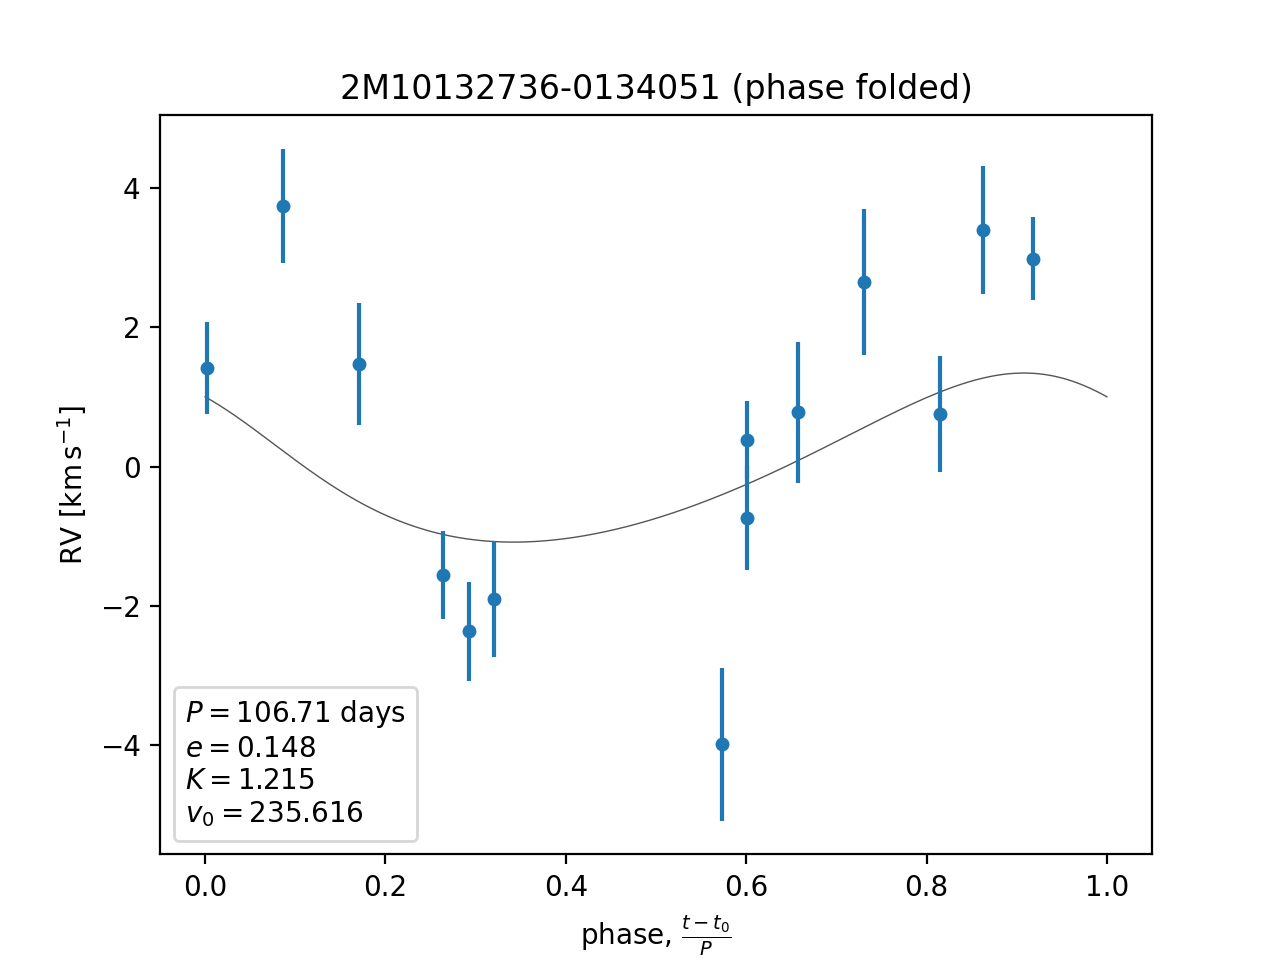 2M10132736-0134051 (phase folded)
RV [km s⁻¹]
4
2
0
−2
−4
P = 106.71 days
e = 0.148
K = 1.215
v₀ = 235.616
0.0 0.2 0.4 0.6 0.8 1.0
phase, (t − t₀)/P